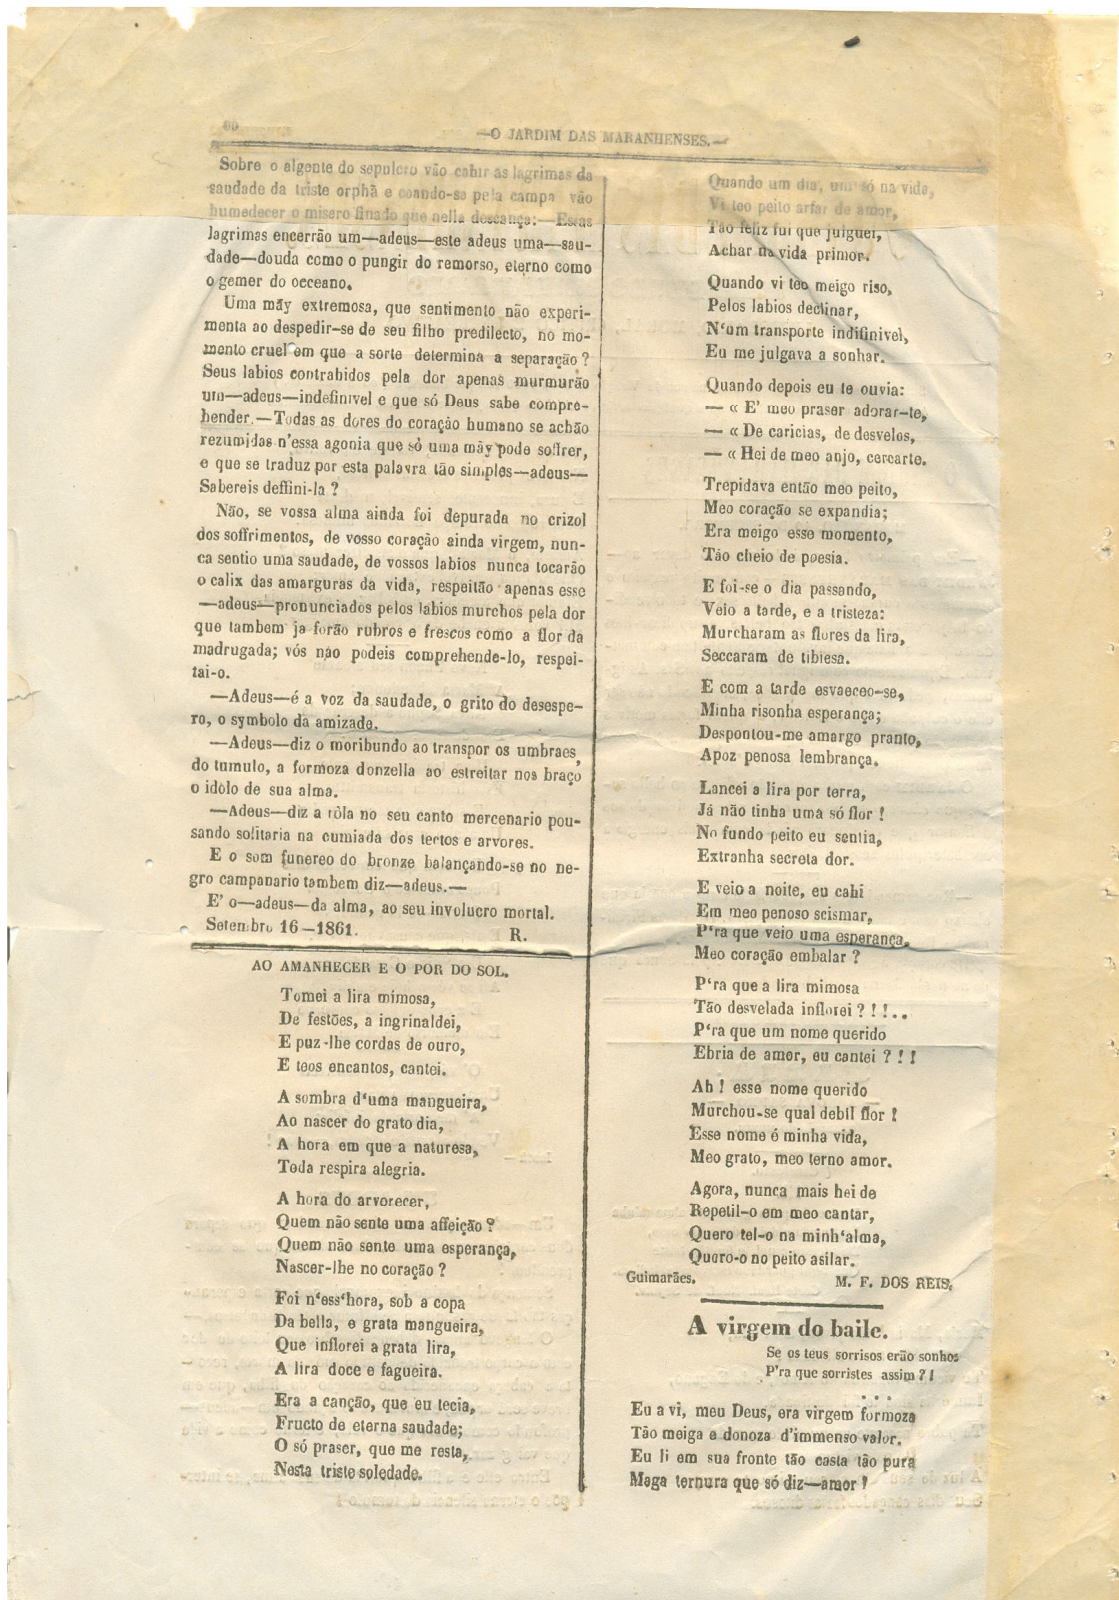 60
—O JARDIM DAS MARANHENSES.—
Sobre o algente do sepulcro vão cahir as lagrimas da
saudade da triste orphã e coando-se pela campa vão
humedecer o misero finado que nella descança:—Essas
lagrimas encerrão um—adeus—este adeus uma—sau-
dade—douda como o pungir do remorso, eterno como
o gemer do occeano.
Uma mãy extremosa, que sentimento não experi-
menta ao despedir-se de seu filho predilecto, no mo-
mento cruel em que a sorte determina a separação?
Seus labios contrahidos pela dor apenas murmurão
um—adeus—indefinivel e que só Deus sabe compre-
hender.—Todas as dores do coração humano se achão
rezumidas n'essa agonia que só uma mãy pode soffrer,
e que se traduz por esta palavra tão simples—adeus—
Sabereis deffini-la?
Não, se vossa alma ainda foi depurada no crizol
dos soffrimentos, de vosso coração ainda virgem, nun-
ca sentio uma saudade, de vossos labios nunca tocarão
o calix das amarguras da vida, respeitão apenas esse
—adeus—pronunciados pelos labios murchos pela dor
que tambem ja forão rubros e frescos como a flor da
madrugada; vós não podeis comprehende-lo, respei-
tai-o.
—Adeus—é a voz da saudade, o grito do desespe-
ro, o symbolo da amizade.
—Adeus—diz o moribundo ao transpor os umbraes
do tumulo, a formoza donzella ao estreitar nos braço
o idolo de sua alma.
—Adeus—diz a rôla no seu canto mercenario pou-
sando solitaria na cumiada dos tectos e arvores.
E o som funereo do bronze balançando-se no ne-
gro campanario tambem diz—adeus.—
E' o—adeus—da alma, ao seu involucro mortal.
Setembro 16—1861. R.
AO AMANHECER E O POR DO SOL.
Tomei a lira mimosa,
De festões, a ingrinaldei,
E puz-lhe cordas de ouro,
E teos encantos, cantei.
A sombra d'uma mangueira,
Ao nascer do grato dia,
A hora em que a naturesa,
Toda respira alegria.
A hora do arvorecer,
Quem não sente uma affeição?
Quem não sente uma esperança,
Nascer-lhe no coração?
Foi n'ess'hora, sob a copa
Da bella, e grata mangueira,
Que inflorei a grata lira,
A lira doce e fagueira.
Era a canção, que eu tecia,
Fructo de eterna saudade;
O só praser, que me resta,
Nesta triste soledade.
Quando um dia, um só na vida,
Vi teo peito arfar de amor,
Tão feliz fui que julguei,
Achar na vida primor.
Quando vi teo meigo riso,
Pelos labios declinar,
N'um transporte indifinivel,
Eu me julgava a sonhar.
Quando depois eu te ouvia:
— « E' meo praser adorar-te,
— « De caricias, de desvelos,
— « Hei de meo anjo, cercarte.
Trepidava então meo peito,
Meo coração se expandia;
Era meigo esse momento,
Tão cheio de poesia.
E foi-se o dia passando,
Veio a tarde, e a tristeza:
Murcharam as flores da lira,
Seccaram de tibiesa.
E com a tarde esvaeceo-se,
Minha risonha esperança;
Despontou-me amargo pranto,
Apoz penosa lembrança.
Lancei a lira por terra,
Já não tinha uma só flor!
No fundo peito eu sentia,
Extranha secreta dor.
E veio a noite, eu cahi
Em meo penoso scismar,
P'ra que veio uma esperança,
Meo coração embalar?
P'ra que a lira mimosa
Tão desvelada inflorei?!!..
P'ra que um nome querido
Ebria de amor, eu cantei?!!
Ah! esse nome querido
Murchou-se qual debil flor!
Esse nome é minha vida,
Meo grato, meo terno amor.
Agora, nunca mais hei de
Repetil-o em meo cantar,
Quero tel-o na minh'alma,
Quero-o no peito asilar.
Guimarães. M. F. DOS REIS.
A virgem do baile.
Se os teus sorrisos erão sonhos
P'ra que sorristes assim?!
...
Eu a vi, meu Deus, era virgem formoza
Tão meiga e donoza d'immenso valor.
Eu li em sua fronte tão casta tão pura
Maga ternura que só diz—amor!